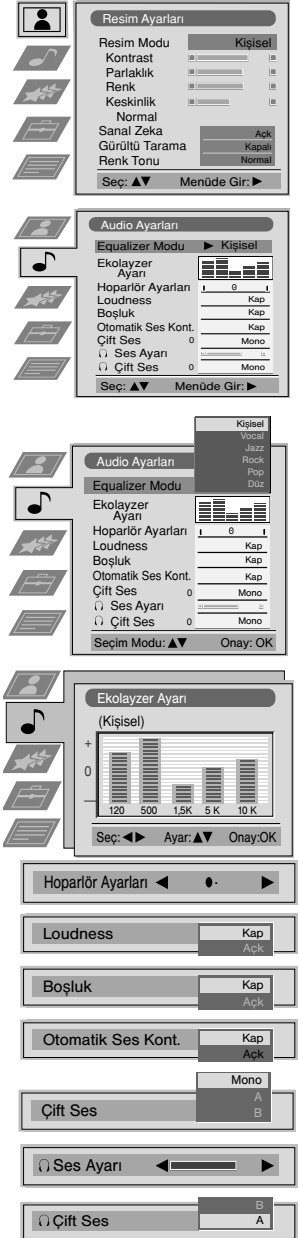 Resim Ayarları
Resim Modu Kişisel
Kontrast
Parlaklık
Renk
Keskinlik
Normal
Sanal Zeka Açk
Gürültü Tarama Kapalı
Renk Tonu Normal
Seç: ▲▼ Menüde Gir: ▶
Audio Ayarları
Equalizer Modu ▶ Kişisel
Ekolayzer
Ayarı
Hoparlör Ayarları 0
Loudness Kap
Boşluk Kap
Otomatik Ses Kont. Kap
Çift Ses 0 Mono
Ses Ayarı
Çift Ses 0 Mono
Seç: ▲▼ Menüde Gir: ▶
Kişisel
Vocal
Jazz
Rock
Pop
Düz
Audio Ayarları
Equalizer Modu
Ekolayzer
Ayarı
Hoparlör Ayarları 0
Loudness Kap
Boşluk Kap
Otomatik Ses Kont. Kap
Çift Ses 0 Mono
Ses Ayarı
Çift Ses 0 Mono
Seçim Modu: ▲▼ Onay: OK
Ekolayzer Ayarı
(Kişisel)
+
0
—
120 500 1,5K 5 K 10 K
Seç: ◀▶ Ayar:▲▼ Onay:OK
Hoparlör Ayarları ◀ ▶
Loudness Kap
Açk
Boşluk Kap
Açk
Otomatik Ses Kont. Kap
Açk
Mono
A
Çift Ses B
Ses Ayarı ◀ ▶
B
Çift Ses A